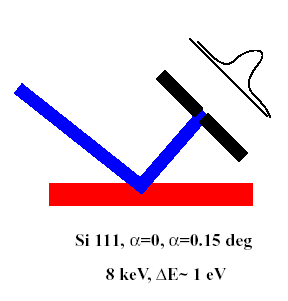 Si 111, α=0, α=0.15 deg
8 keV, ΔE~ 1 eV